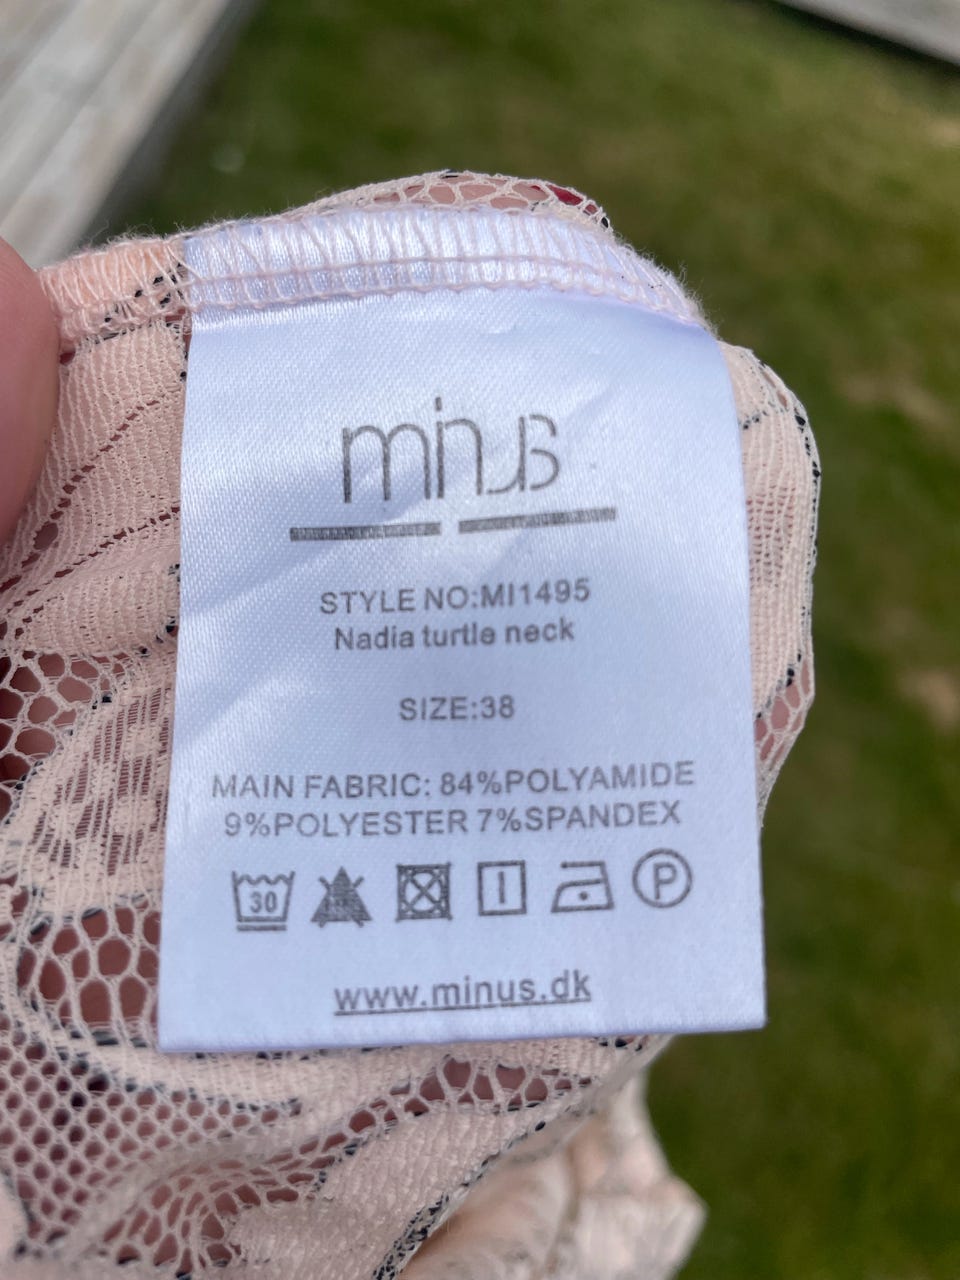 minus
STYLE NO:MI1495
Nadia turtle neck
SIZE:38
MAIN FABRIC: 84%POLYAMIDE
9%POLYESTER 7%SPANDEX
30 P
www.minus.dk